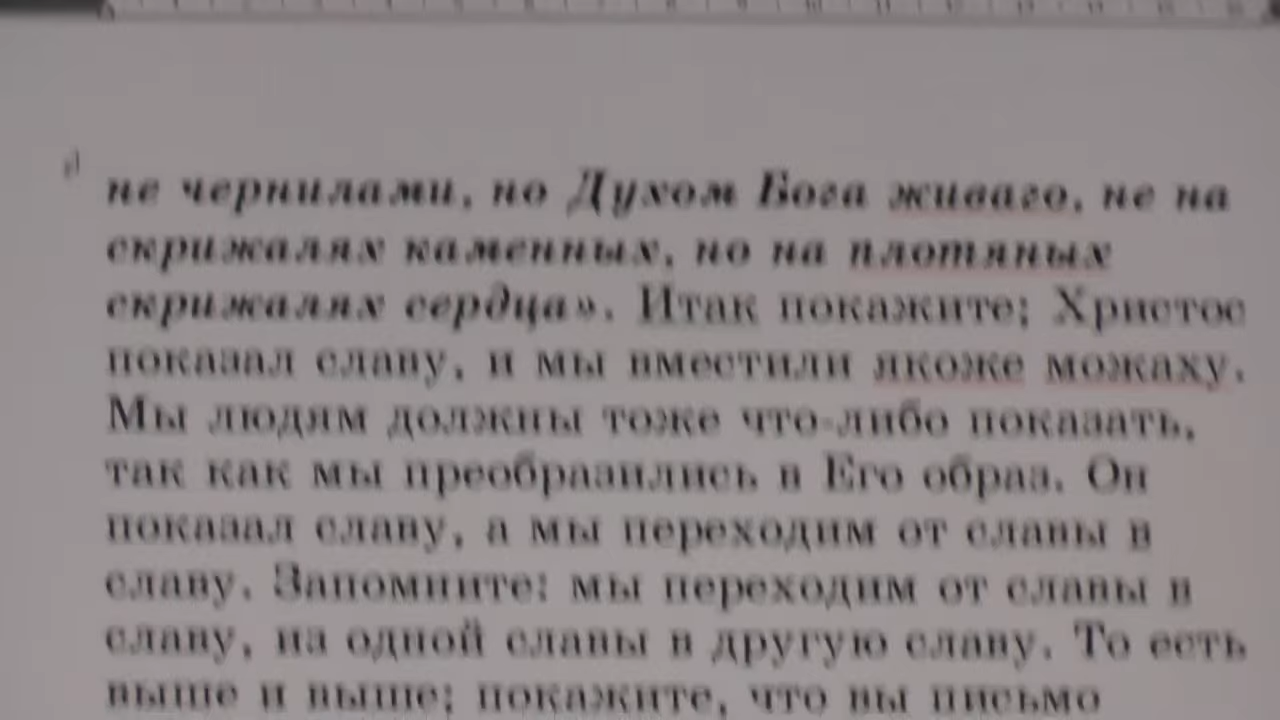 не чернилами, но Духом Бога живаго, не на
скрижалях каменных, но на плотяных
скрижалях сердца». Итак покажите; Христос
показал славу, и мы вместили якоже можаху.
Мы людям должны тоже что-либо показать,
так как мы преобразились в Его образ. Он
показал славу, а мы переходим от славы в
славу. Запомните: мы переходим от славы в
славу, из одной славы в другую славу. То есть
выше и выше; покажите, что вы письмо